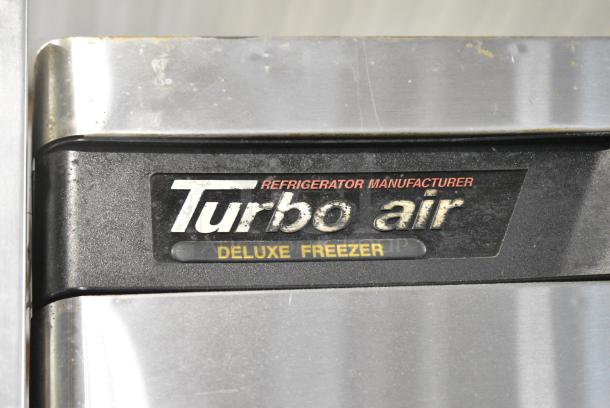 REFRIGERATOR MANUFACTURER
Turbo air
DELUXE FREEZER